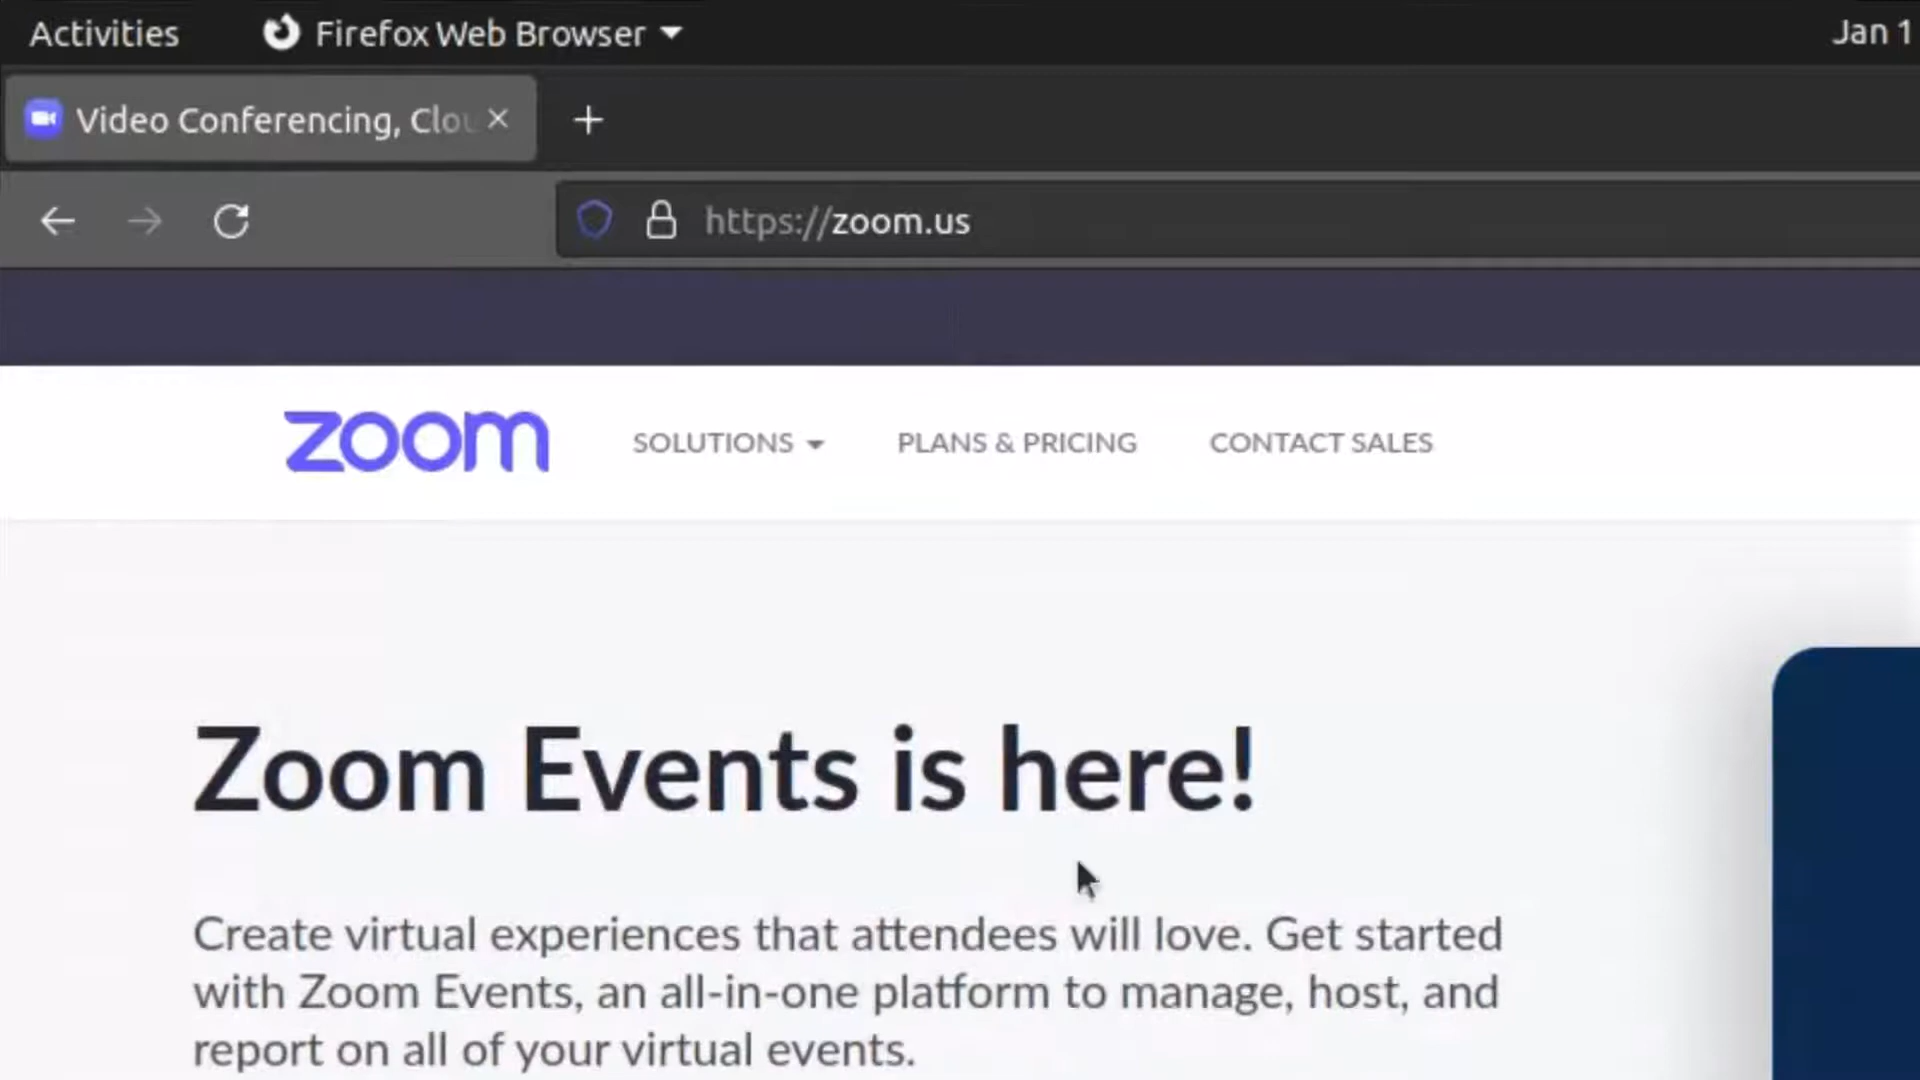 Activities Firefox Web Browser Jan 1
Video Conferencing, Clou
https://zoom.us
zoom SOLUTIONS PLANS & PRICING CONTACT SALES
Zoom Events is here!
Create virtual experiences that attendees will love. Get started
with Zoom Events, an all-in-one platform to manage, host, and
report on all of your virtual events.